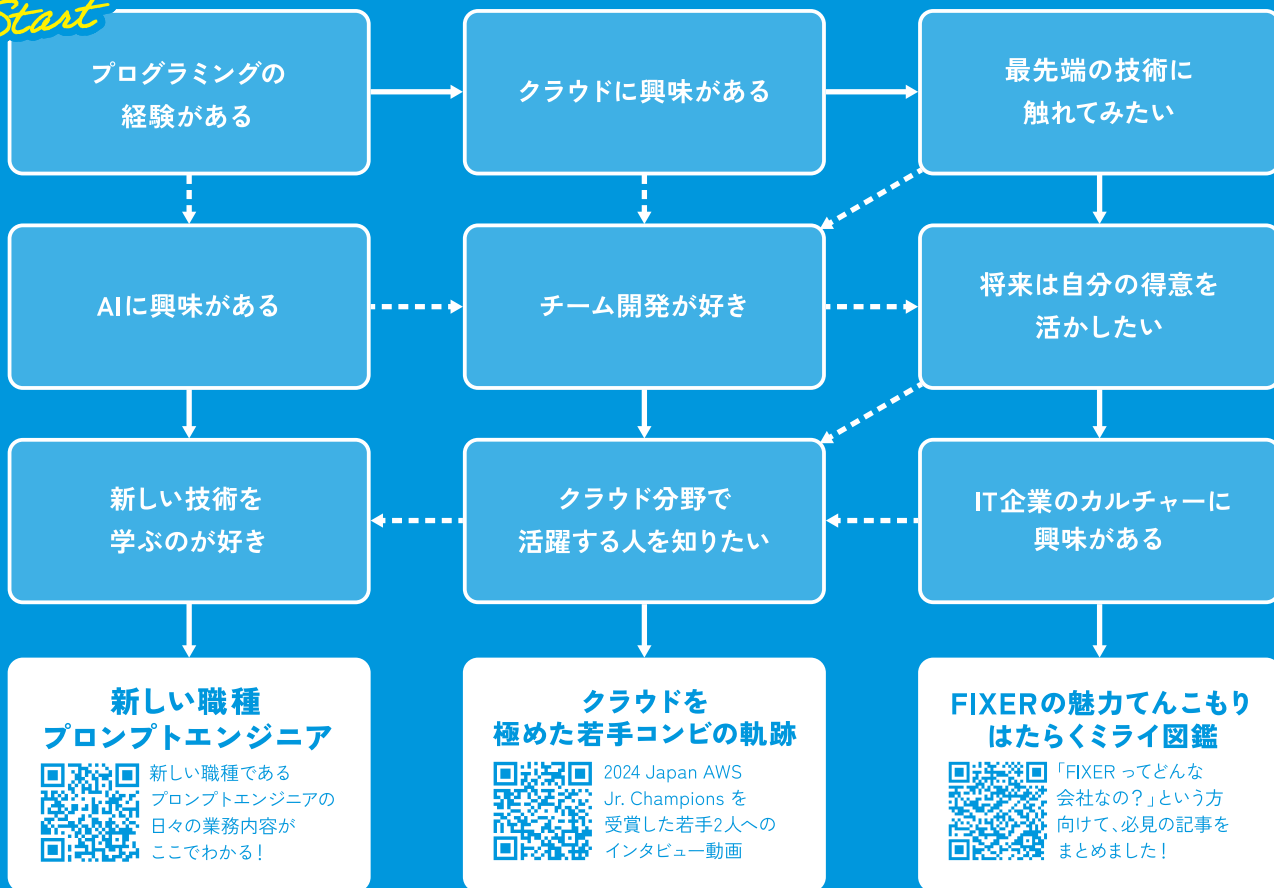 Start
プログラミングの
経験がある
クラウドに興味がある
最先端の技術に
触れてみたい
AIに興味がある
チーム開発が好き
将来は自分の得意を
活かしたい
新しい技術を
学ぶのが好き
クラウド分野で
活躍する人を知りたい
IT企業のカルチャーに
興味がある
新しい職種
プロンプトエンジニア
新しい職種である
プロンプトエンジニアの
日々の業務内容が
ここでわかる！
クラウドを
極めた若手コンビの軌跡
2024 Japan AWS
Jr. Champions を
受賞した若手2人への
インタビュー動画
FIXERの魅力てんこもり
はたらくミライ図鑑
「FIXER ってどんな
会社なの？」という方
向けて、必見の記事を
まとめました！